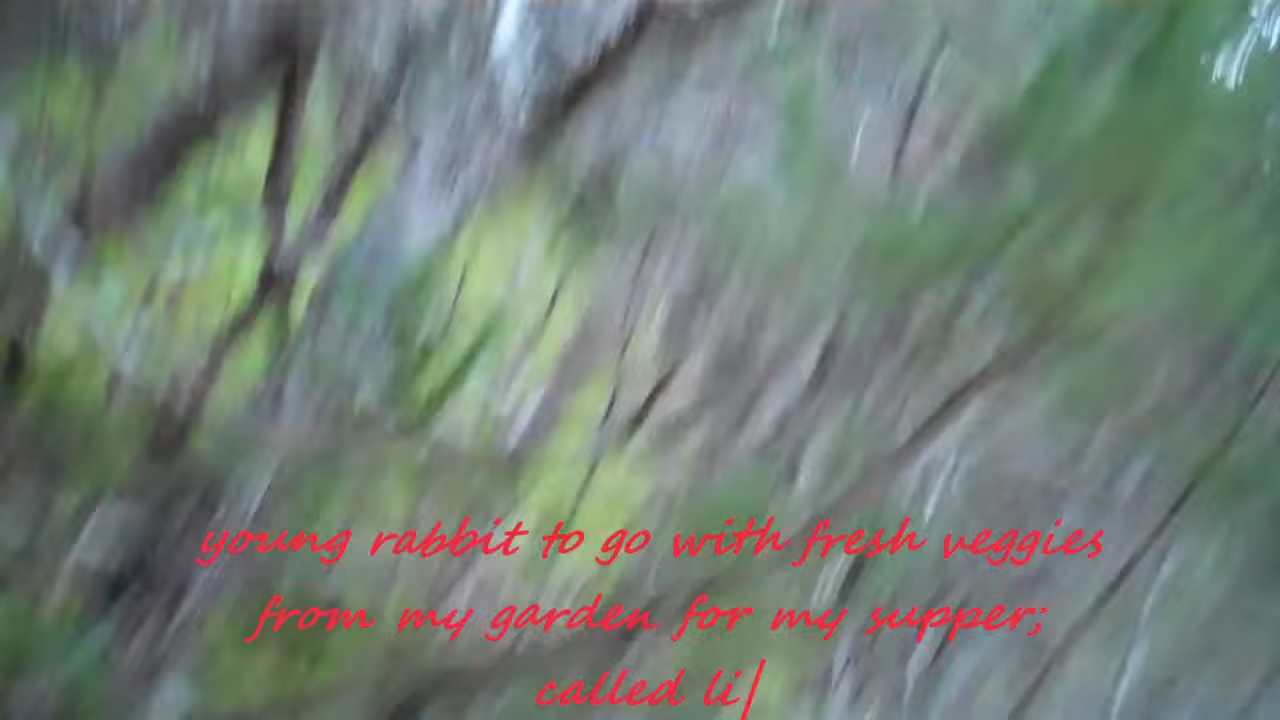 young rabbit to go with fresh veggies
from my garden for my supper;
called li|